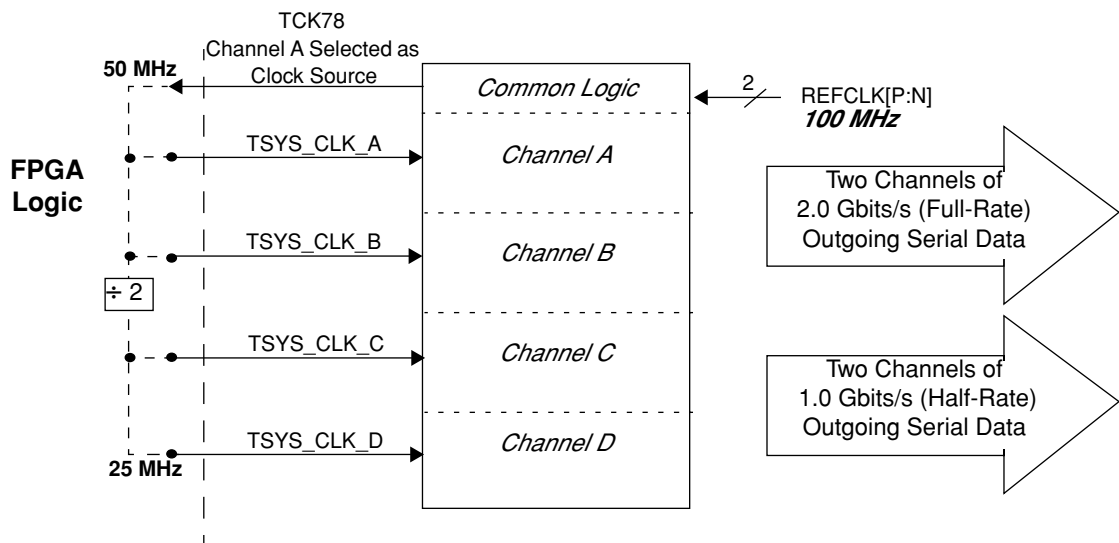 TCK78
Channel A Selected as
Clock Source
50 MHz
Common Logic
2
REFCLK[P:N]
100 MHz
FPGA
Logic
TSYS_CLK_A
Channel A
TSYS_CLK_B
Channel B
÷ 2
TSYS_CLK_C
Channel C
TSYS_CLK_D
Channel D
25 MHz
Two Channels of
2.0 Gbits/s (Full-Rate)
Outgoing Serial Data
Two Channels of
1.0 Gbits/s (Half-Rate)
Outgoing Serial Data